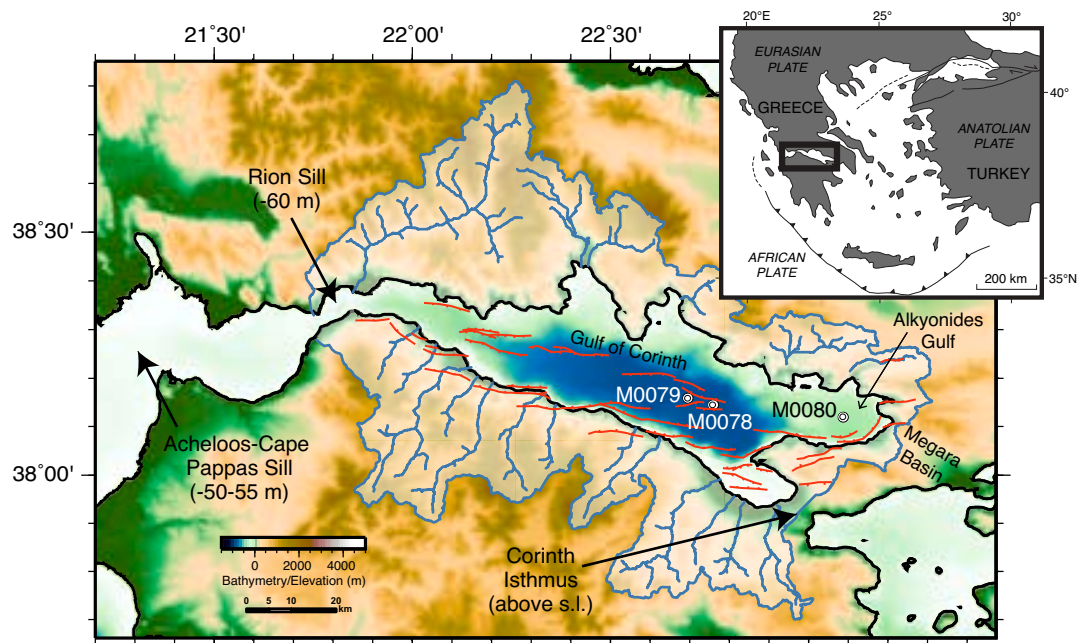 21˚30'
22˚00'
22˚30'
20°E
25°
30°
EURASIAN
PLATE
GREECE
40°
ANATOLIAN
PLATE
TURKEY
AFRICAN
PLATE
200 km
35°N
Rion Sill
(-60 m)
38˚30'
Alkyonides
Gulf
Gulf of Corinth
M0079
M0078
M0080
Megara
Basin
Acheloos-Cape
Pappas Sill
(-50-55 m)
38˚00'
Corinth
Isthmus
(above s.l.)
0 2000 4000
Bathymetry/Elevation (m)
0 5 10 20
km